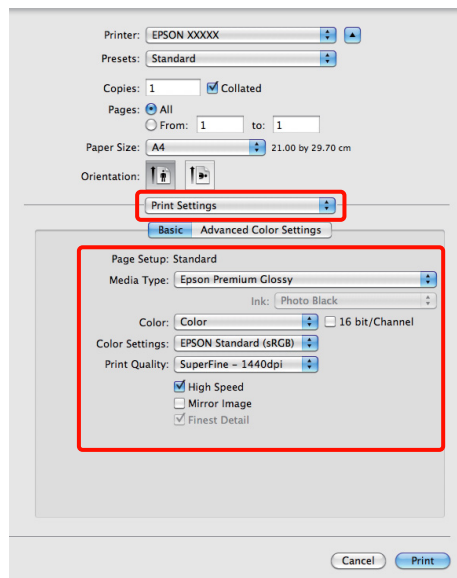 Printer: EPSON XXXXX
Presets: Standard
Copies: 1 Collated
Pages: All
From: 1 to: 1
Paper Size: A4 21.00 by 29.70 cm
Orientation:
Print Settings
Basic Advanced Color Settings
Page Setup: Standard
Media Type: Epson Premium Glossy
Ink: Photo Black
Color: Color 16 bit/Channel
Color Settings: EPSON Standard (sRGB)
Print Quality: SuperFine – 1440dpi
High Speed
Mirror Image
Finest Detail
Cancel Print